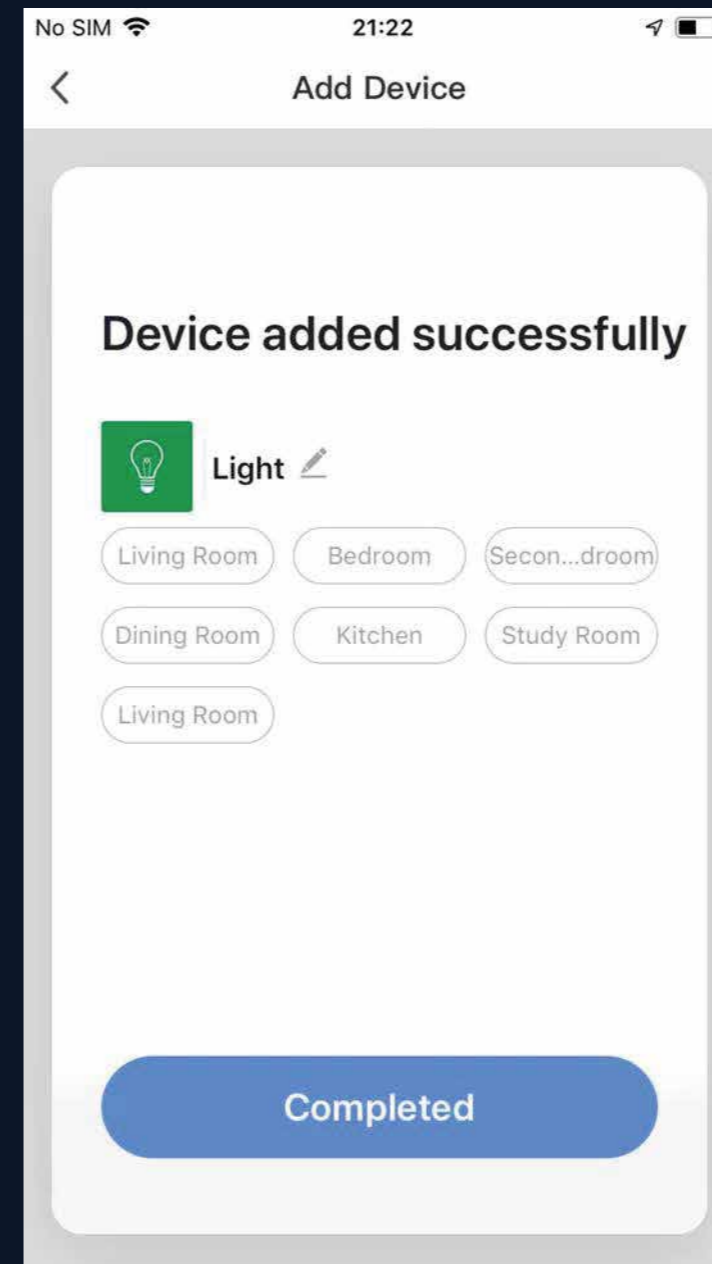 No SIM 21:22
Add Device
Device added successfully
Light
Living Room Bedroom Secon...droom
Dining Room Kitchen Study Room
Living Room
Completed